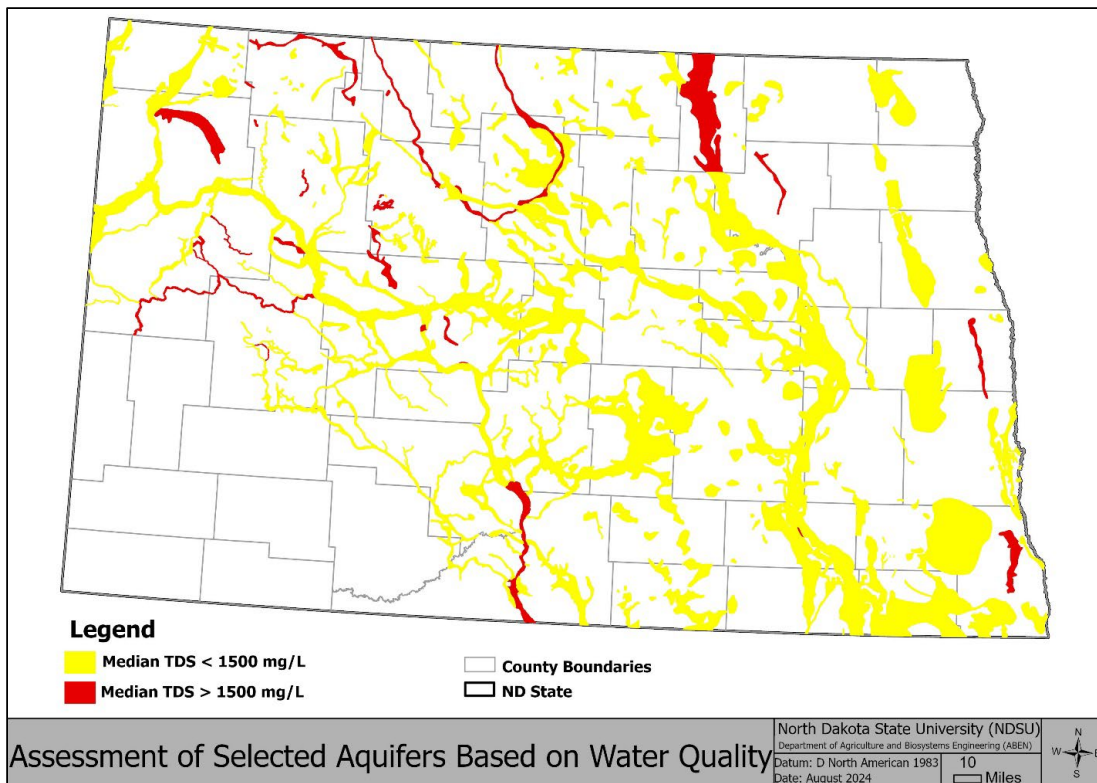 Legend
Median TDS < 1500 mg/L
Median TDS > 1500 mg/L
County Boundaries
ND State
Assessment of Selected Aquifers Based on Water Quality
North Dakota State University (NDSU)
Department of Agriculture and Biosystems Engineering (ABEN)
Datum: D North American 1983
Date: August 2024
10
Miles
N
W E
S